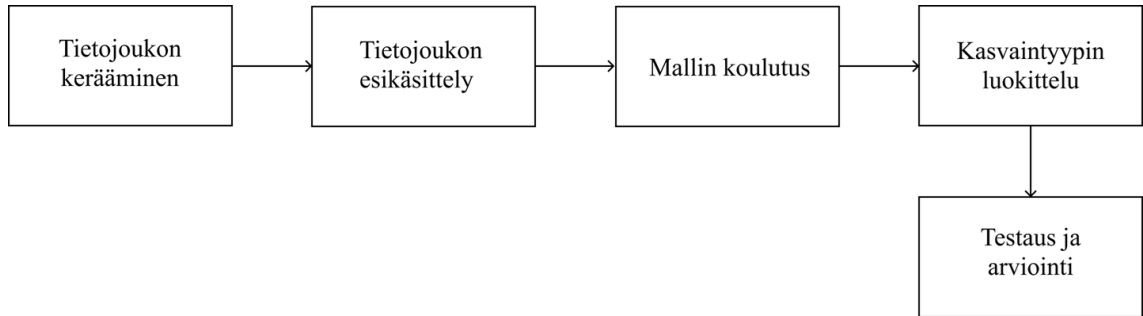 Tietojoukon
kerääminen
Tietojoukon
esikäsittely
Mallin koulutus
Kasvaintyypin
luokittelu
Testaus ja
arviointi